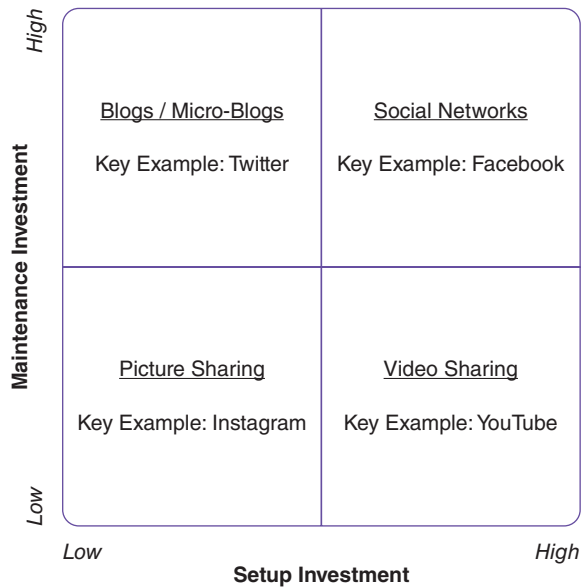 High
Maintenance Investment
Low
Blogs / Micro-Blogs
Key Example: Twitter
Social Networks
Key Example: Facebook
Picture Sharing
Key Example: Instagram
Video Sharing
Key Example: YouTube
Low
High
Setup Investment